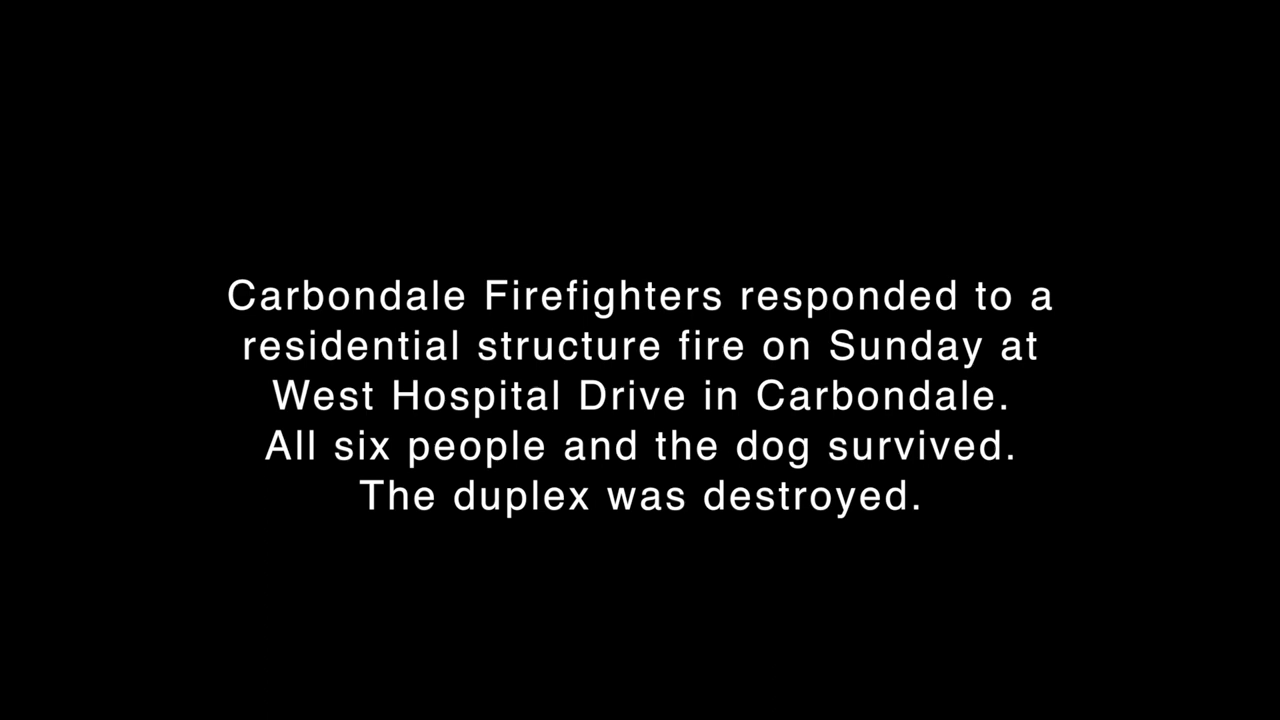 Carbondale Firefighters responded to a
residential structure fire on Sunday at
West Hospital Drive in Carbondale.
All six people and the dog survived.
The duplex was destroyed.